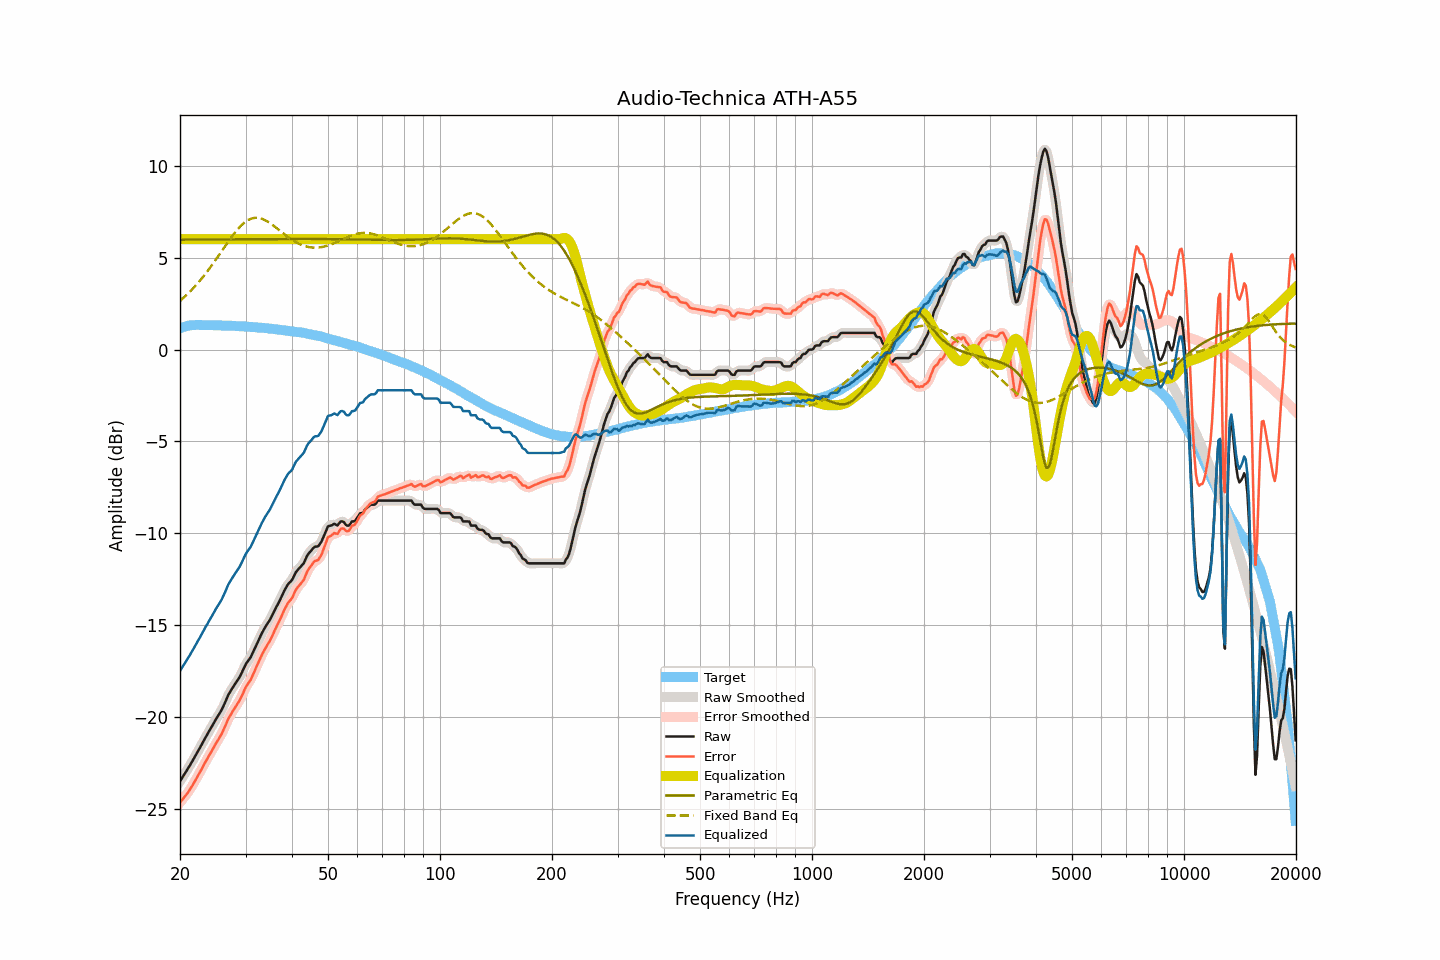 Audio-Technica ATH-A55
Amplitude (dBr)
10
5
0
−5
−10
−15
−20
−25
Target
Raw Smoothed
Error Smoothed
Raw
Error
Equalization
Parametric Eq
Fixed Band Eq
Equalized
20 50 100 200 500 1000 2000 5000 10000 20000
Frequency (Hz)